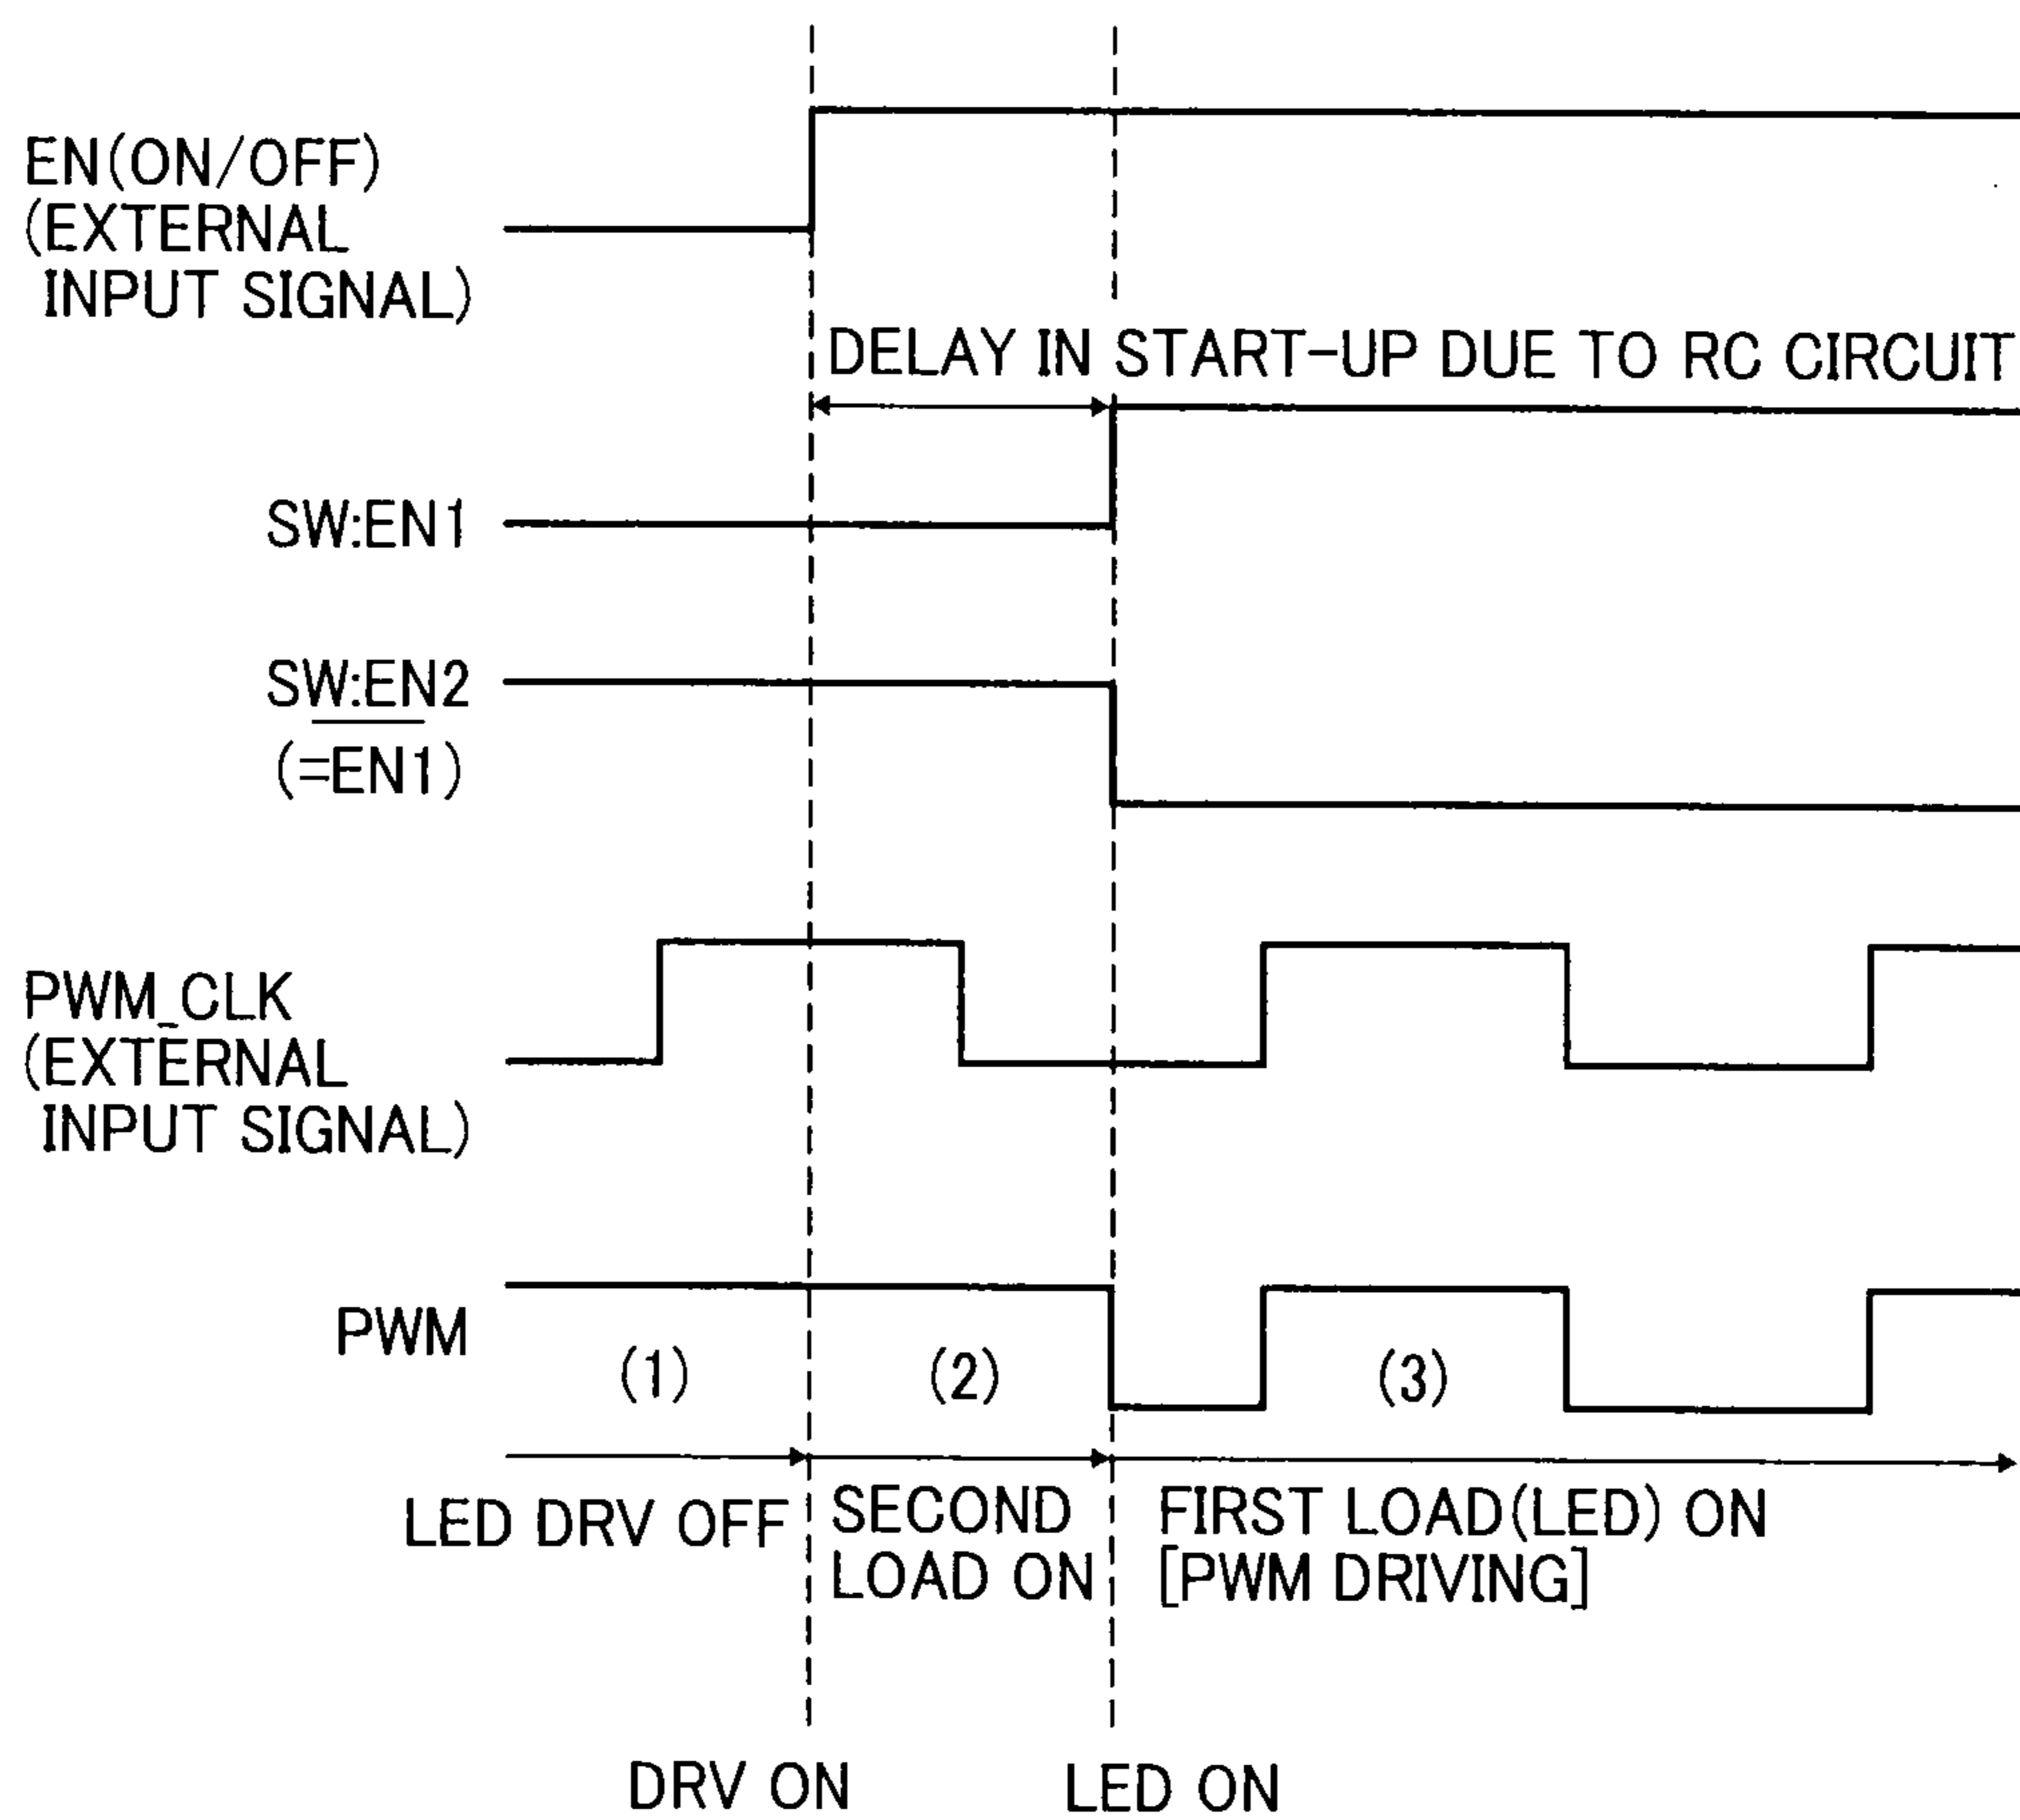 EN(ON/OFF)
(EXTERNAL
INPUT SIGNAL)
DELAY IN START-UP DUE TO RC CIRCUIT
SW:EN1
SW:EN2
(=E̅N̅1̅)
PWM_CLK
(EXTERNAL
INPUT SIGNAL)
PWM
(1)
(2)
(3)
LED DRV OFF
SECOND
LOAD ON
FIRST LOAD(LED) ON
[PWM DRIVING]
DRV ON
LED ON